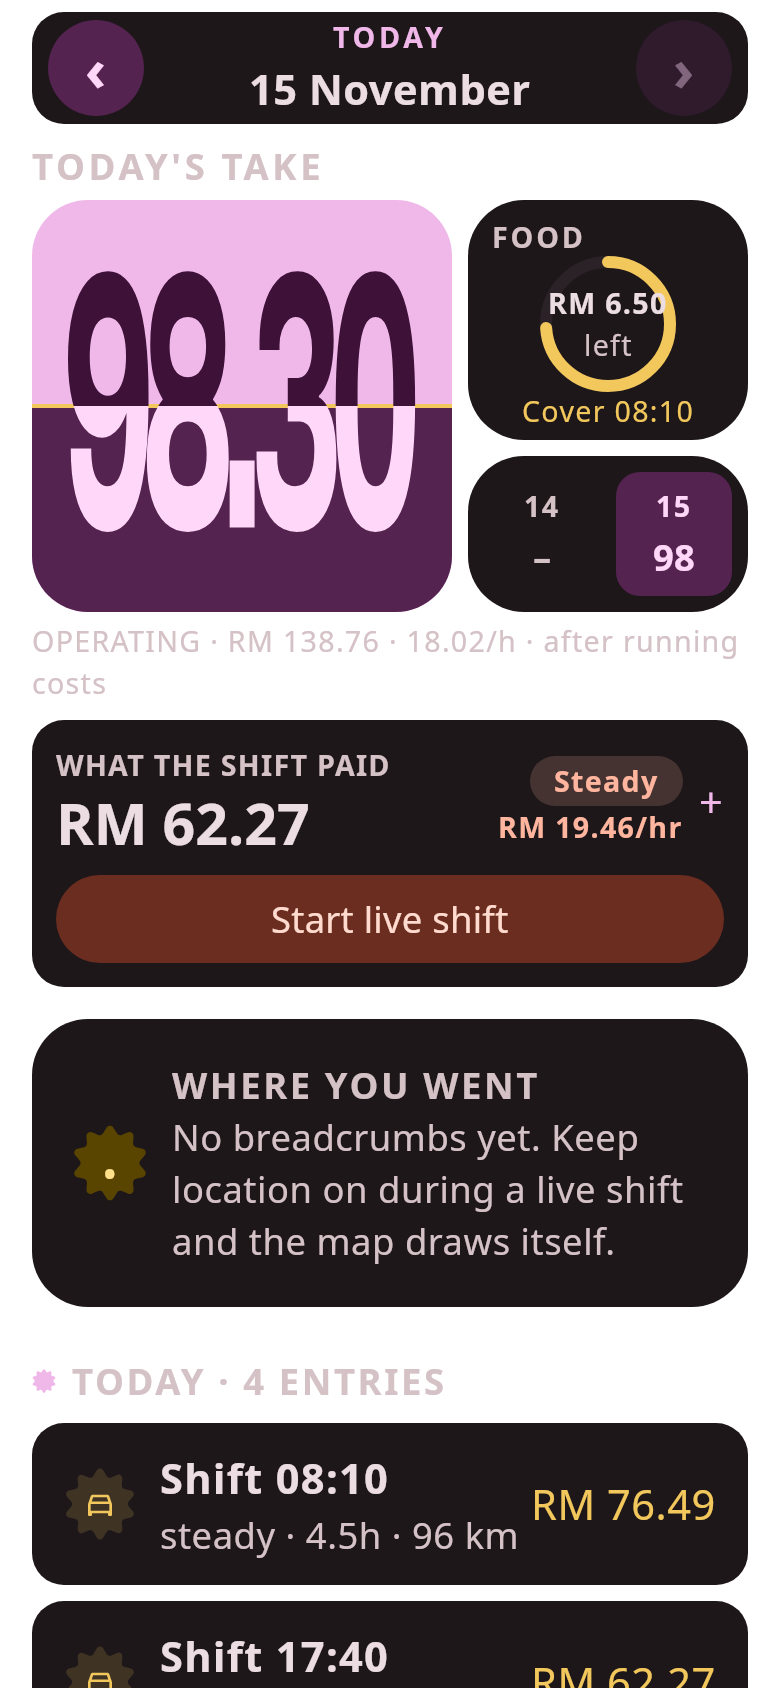 ‹
TODAY
15 November
›
TODAY'S TAKE
98.30
FOOD
RM 6.50
left
Cover 08:10
14
–
15
98
OPERATING · RM 138.76 · 18.02/h · after running
costs
WHAT THE SHIFT PAID
RM 62.27
Steady
RM 19.46/hr
+
Start live shift
WHERE YOU WENT
No breadcrumbs yet. Keep
location on during a live shift
and the map draws itself.
TODAY · 4 ENTRIES
Shift 08:10
steady · 4.5h · 96 km
RM 76.49
Shift 17:40
RM 62.27